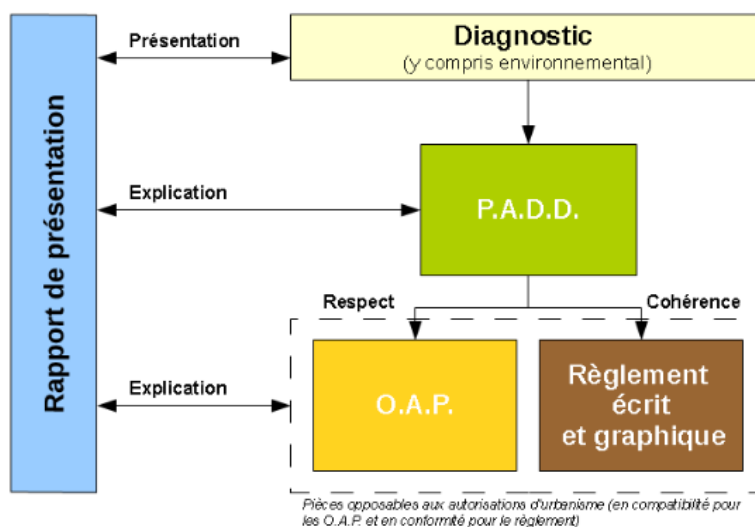 Présentation
Diagnostic
(y compris environnemental)
Rapport de présentation
Explication
P.A.D.D.
Respect
Cohérence
Explication
O.A.P.
Règlement
écrit
et graphique
Pièces opposables aux autorisations d'urbanisme (en compatibilité pour
les O.A.P. et en conformité pour le règlement)